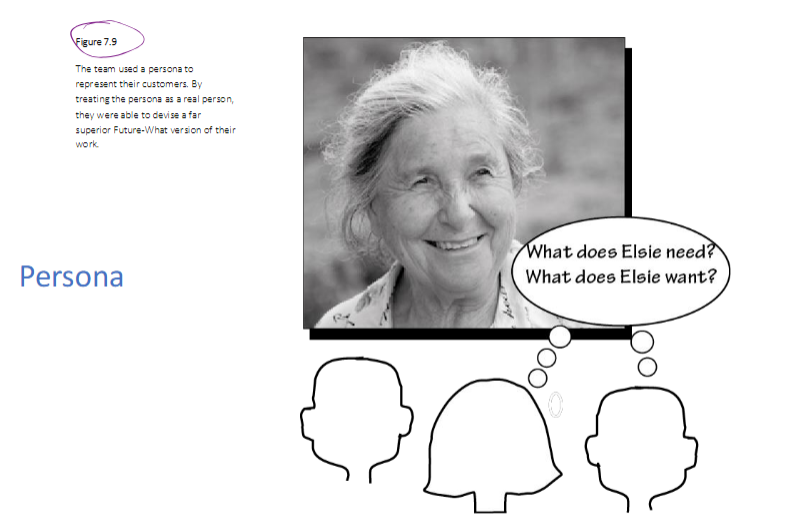 Figure 7.9
The team used a persona to
represent their customers. By
treating the persona as a real person,
they were able to devise a far
superior Future-What version of their
work.
Persona
What does Elsie need?
What does Elsie want?